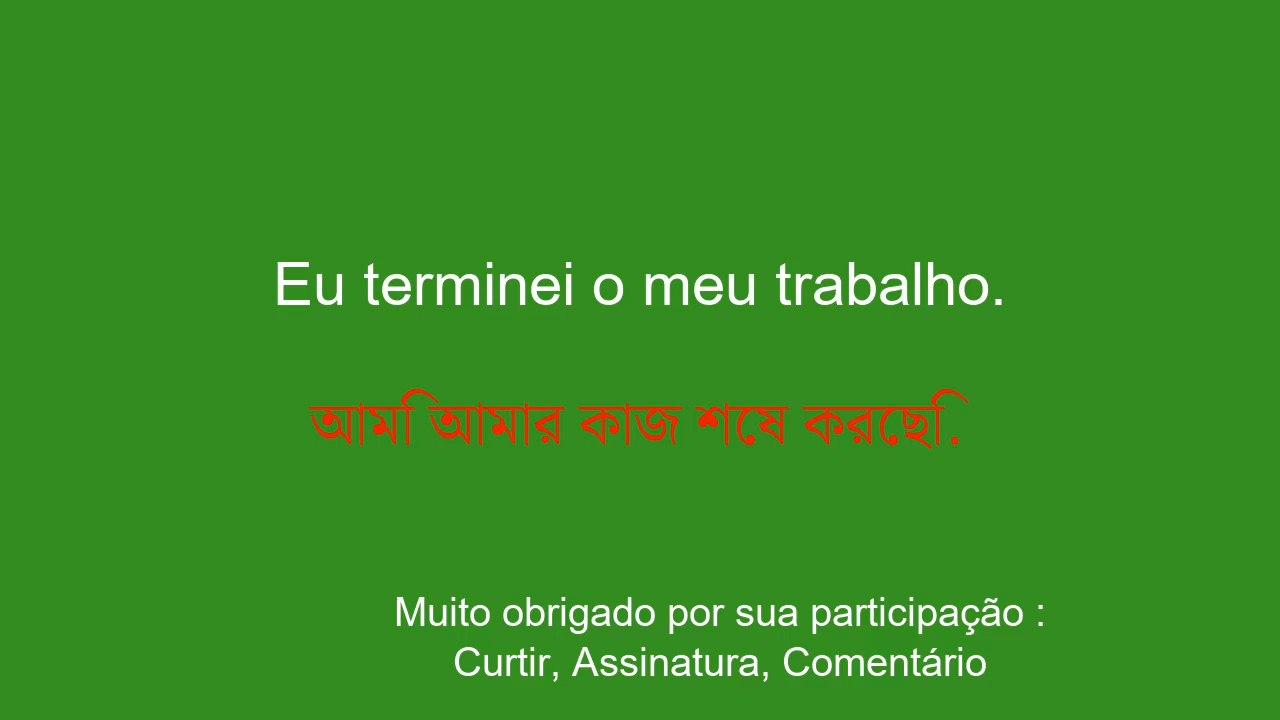 Eu terminei o meu trabalho.
আমি আমার কাজ শেষ করেছি.
Muito obrigado por sua participação :
Curtir, Assinatura, Comentário